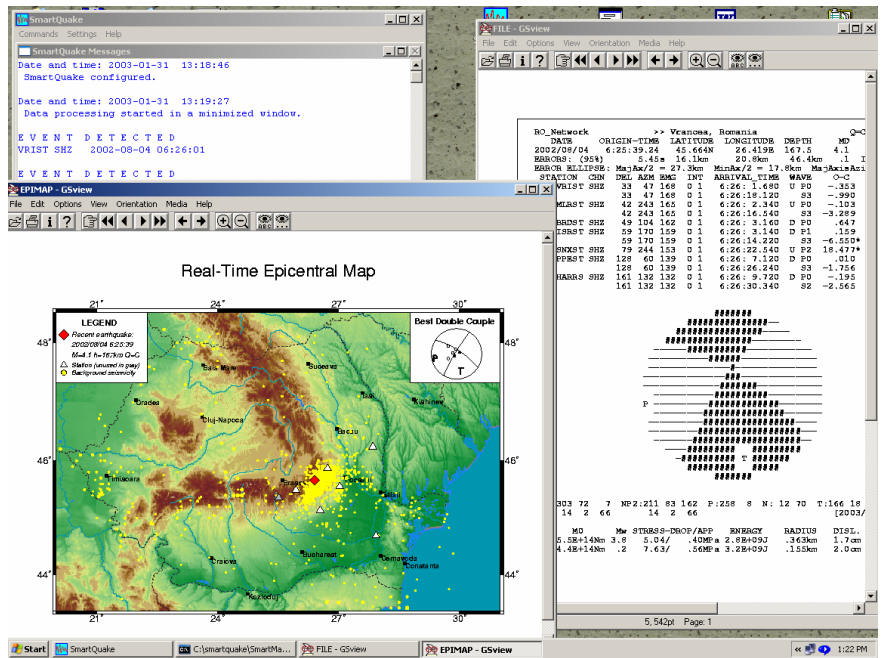 SmartQuake
Commands Settings Help
SmartQuake Messages
Date and time: 2003-01-31 13:18:46
SmartQuake configured.
Date and time: 2003-01-31 13:19:27
Data processing started in a minimized window.
E V E N T D E T E C T E D
VRIST SHZ 2002-08-04 06:26:01
E V E N T D E T E C T E D
FILE - GSview
File Edit Options View Orientation Media Help
RO_Network >> Vrancea, Romania Q=C
DATE ORIGIN-TIME LATITUDE LONGITUDE DEPTH MD
2002/08/04 6:25:39.24 45.664N 26.419E 167.5 4.1
ERRORS: (95%) 5.45s 16.1km 20.8km 46.4km .1 I
ERROR ELLIPSE: MajAx/2 = 27.3km MinAx/2 = 17.8km MajAxisAzi
STATION CHN DEL AZM EMG INT ARRIVAL_TIME WAVE O-C
VRIST SHZ 33 47 168 0 1 6:26: 1.680 U P0 -.353
33 47 168 0 1 6:26:18.120 S3 -.990
MLRST SHZ 42 243 165 0 1 6:26: 2.340 U P0 -.103
42 243 165 0 1 6:26:16.540 S3 -3.289
BRDST SHZ 49 104 162 0 1 6:26: 3.160 D P0 .647
ISRST SHZ 59 170 159 0 1 6:26: 3.140 D P1 .159
59 170 159 0 1 6:26:14.220 S3 -6.550*
SNXST SHZ 79 244 153 0 1 6:26:22.540 U P2 18.477*
PPEST SHZ 128 60 139 0 1 6:26: 7.120 D P0 .010
128 60 139 0 1 6:26:26.240 S3 -1.756
HARRS SHZ 161 132 132 0 1 6:26: 9.720 D P0 -.195
161 132 132 0 1 6:26:30.340 S2 -2.565
P
T
303 72 7 NP2:211 83 162 P:258 8 N: 12 70 T:166 18
14 2 66 14 2 66 [2003/
M0 Mw STRESS-DROP/APP ENERGY RADIUS DISL.
5.5E+14Nm 3.8 5.04/ .40MPa 2.8E+09J .363km 1.7cm
4.4E+14Nm .2 7.63/ .56MPa 3.2E+09J .155km 2.0cm
5, 542pt Page: 1
EPIMAP - GSview
File Edit Options View Orientation Media Help
Real-Time Epicentral Map
21° 24° 27° 30°
LEGEND
Recent earthquake:
2002/08/04 6:25:39
M=4.1 h=167km Q=C
Station (unused in gray)
Background seismicity
Best Double Couple
P
T
48° 48°
Baia Mare
Suceava
Iasi
Kishinev
Oradea
Cluj-Napoca
Bacau
46° 46°
Timisoara
Craiova
Bucharest
Cernavoda
Constanta
44° 44°
Kozloduj
21° 24° 27° 30°
Start SmartQuake C:\smartquake\SmartMa... FILE - GSview EPIMAP - GSview 1:22 PM